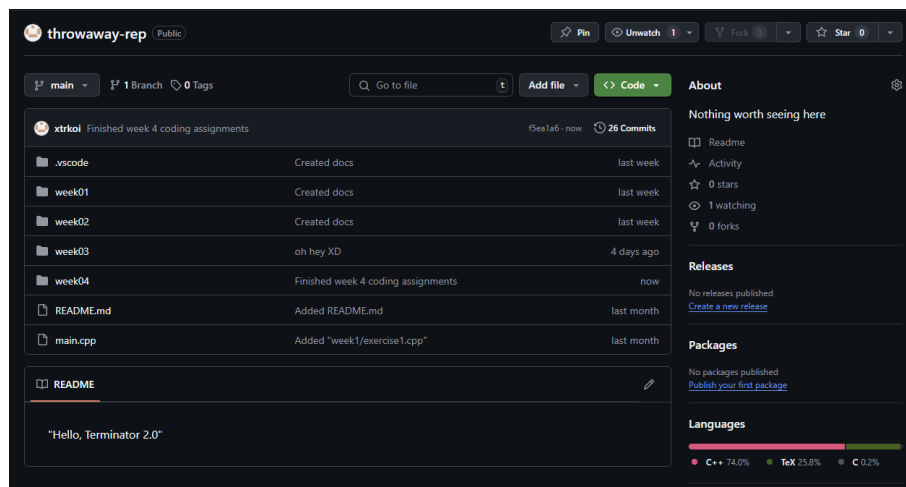 throwaway-rep Public
Pin
Unwatch 1
Fork 0
Star 0
main
1 Branch
0 Tags
Go to file t
Add file
<> Code
xtrkoi Finished week 4 coding assignments f5ea1a6 · now 26 Commits
.vscode Created docs last week
week01 Created docs last week
week02 Created docs last week
week03 oh hey XD 4 days ago
week04 Finished week 4 coding assignments now
README.md Added README.md last month
main.cpp Added "week1/exercise1.cpp" last month
README
"Hello, Terminator 2.0"
About
Nothing worth seeing here
Readme
Activity
0 stars
1 watching
0 forks
Releases
No releases published
Create a new release
Packages
No packages published
Publish your first package
Languages
C++ 74.0% TeX 25.8% C 0.2%